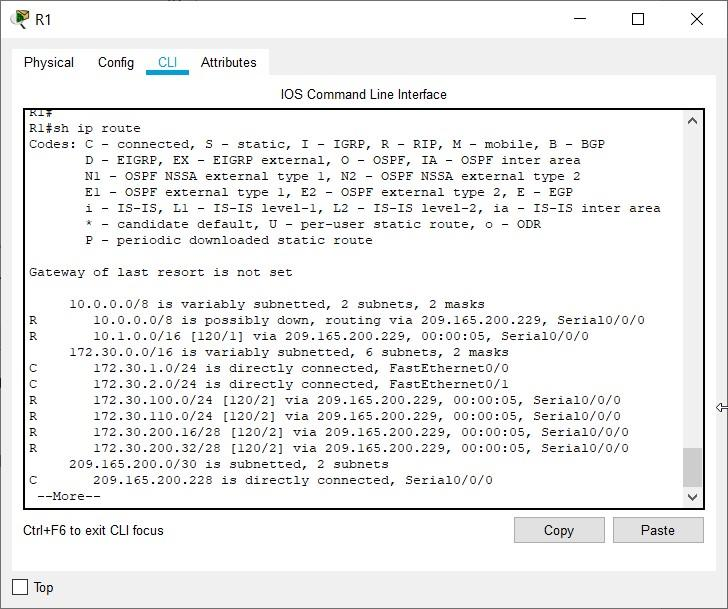 R1
Physical Config CLI Attributes
IOS Command Line Interface
R1#
R1#sh ip route
Codes: C - connected, S - static, I - IGRP, R - RIP, M - mobile, B - BGP
       D - EIGRP, EX - EIGRP external, O - OSPF, IA - OSPF inter area
       N1 - OSPF NSSA external type 1, N2 - OSPF NSSA external type 2
       E1 - OSPF external type 1, E2 - OSPF external type 2, E - EGP
       i - IS-IS, L1 - IS-IS level-1, L2 - IS-IS level-2, ia - IS-IS inter area
       * - candidate default, U - per-user static route, o - ODR
       P - periodic downloaded static route
Gateway of last resort is not set
     10.0.0.0/8 is variably subnetted, 2 subnets, 2 masks
R       10.0.0.0/8 is possibly down, routing via 209.165.200.229, Serial0/0/0
R       10.1.0.0/16 [120/1] via 209.165.200.229, 00:00:05, Serial0/0/0
     172.30.0.0/16 is variably subnetted, 6 subnets, 2 masks
C       172.30.1.0/24 is directly connected, FastEthernet0/0
C       172.30.2.0/24 is directly connected, FastEthernet0/1
R       172.30.100.0/24 [120/2] via 209.165.200.229, 00:00:05, Serial0/0/0
R       172.30.110.0/24 [120/2] via 209.165.200.229, 00:00:05, Serial0/0/0
R       172.30.200.16/28 [120/2] via 209.165.200.229, 00:00:05, Serial0/0/0
R       172.30.200.32/28 [120/2] via 209.165.200.229, 00:00:05, Serial0/0/0
     209.165.200.0/30 is subnetted, 2 subnets
C       209.165.200.228 is directly connected, Serial0/0/0
 --More--
Ctrl+F6 to exit CLI focus
Copy Paste
Top